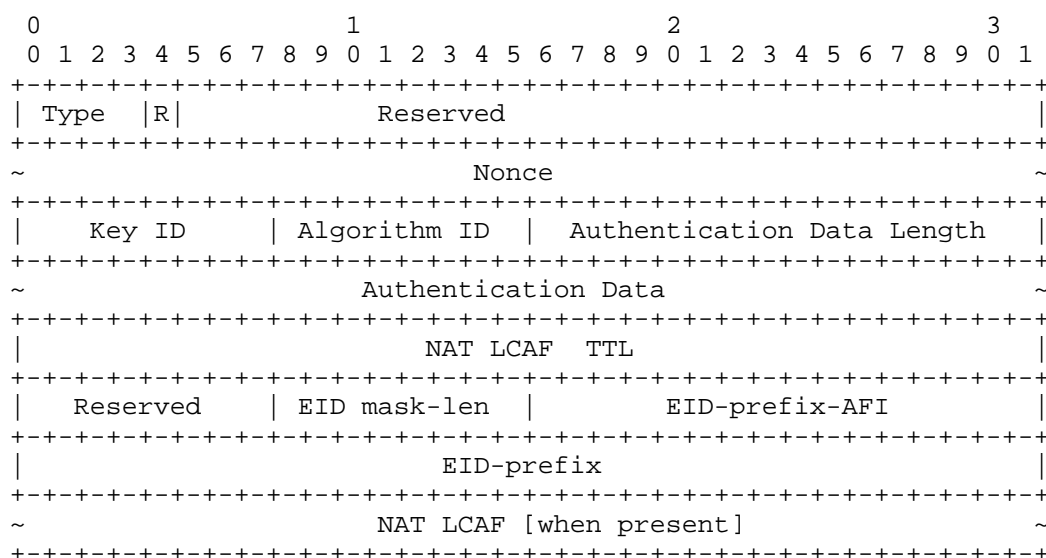 0                   1                   2                   3
 0 1 2 3 4 5 6 7 8 9 0 1 2 3 4 5 6 7 8 9 0 1 2 3 4 5 6 7 8 9 0 1
+-+-+-+-+-+-+-+-+-+-+-+-+-+-+-+-+-+-+-+-+-+-+-+-+-+-+-+-+-+-+-+-+
| Type  |R|            Reserved                                 |
+-+-+-+-+-+-+-+-+-+-+-+-+-+-+-+-+-+-+-+-+-+-+-+-+-+-+-+-+-+-+-+-+
~                            Nonce                              ~
+-+-+-+-+-+-+-+-+-+-+-+-+-+-+-+-+-+-+-+-+-+-+-+-+-+-+-+-+-+-+-+-+
|    Key ID     | Algorithm ID  |  Authentication Data Length   |
+-+-+-+-+-+-+-+-+-+-+-+-+-+-+-+-+-+-+-+-+-+-+-+-+-+-+-+-+-+-+-+-+
~                     Authentication Data                       ~
+-+-+-+-+-+-+-+-+-+-+-+-+-+-+-+-+-+-+-+-+-+-+-+-+-+-+-+-+-+-+-+-+
|                         NAT LCAF  TTL                         |
+-+-+-+-+-+-+-+-+-+-+-+-+-+-+-+-+-+-+-+-+-+-+-+-+-+-+-+-+-+-+-+-+
|   Reserved    | EID mask-len  |        EID-prefix-AFI         |
+-+-+-+-+-+-+-+-+-+-+-+-+-+-+-+-+-+-+-+-+-+-+-+-+-+-+-+-+-+-+-+-+
|                          EID-prefix                           |
+-+-+-+-+-+-+-+-+-+-+-+-+-+-+-+-+-+-+-+-+-+-+-+-+-+-+-+-+-+-+-+-+
~                      NAT LCAF [when present]                  ~
+-+-+-+-+-+-+-+-+-+-+-+-+-+-+-+-+-+-+-+-+-+-+-+-+-+-+-+-+-+-+-+-+